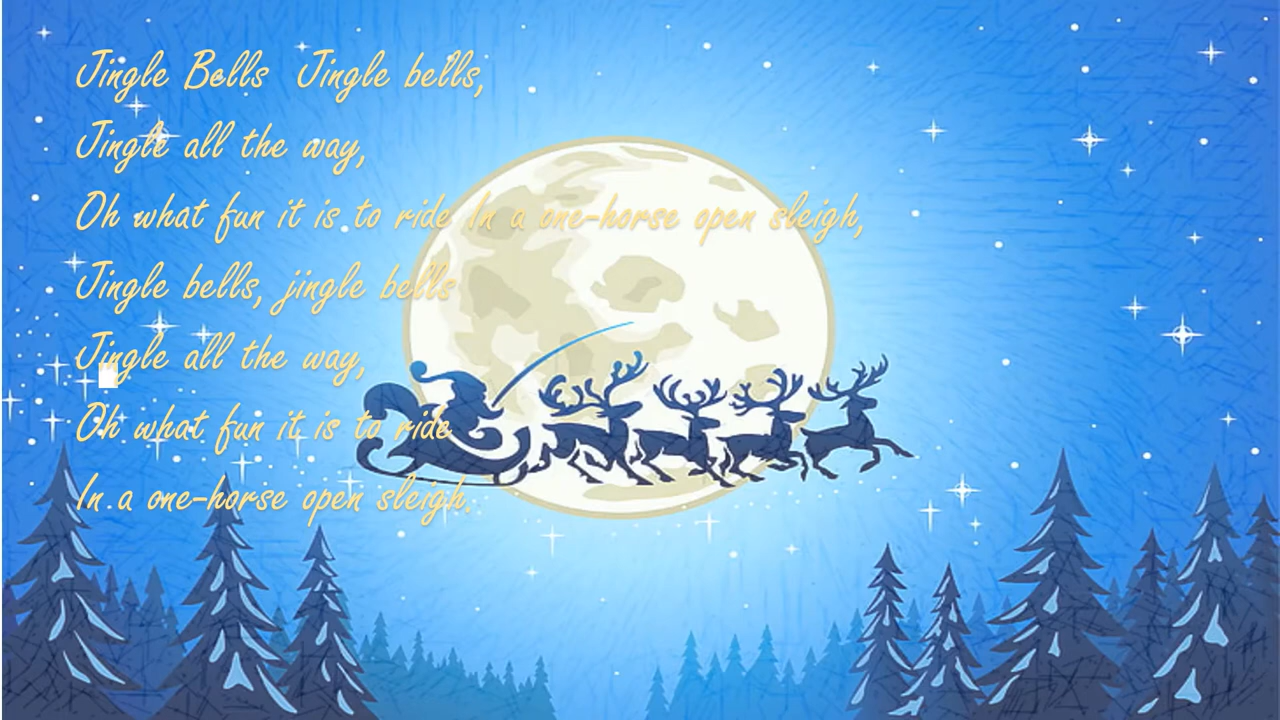 Jingle Bells  Jingle bells,
Jingle all the way,
Oh what fun it is to ride In a one-horse open sleigh,
Jingle bells, jingle bells
Jingle all the way,
Oh what fun it is to ride
In a one-horse open sleigh.